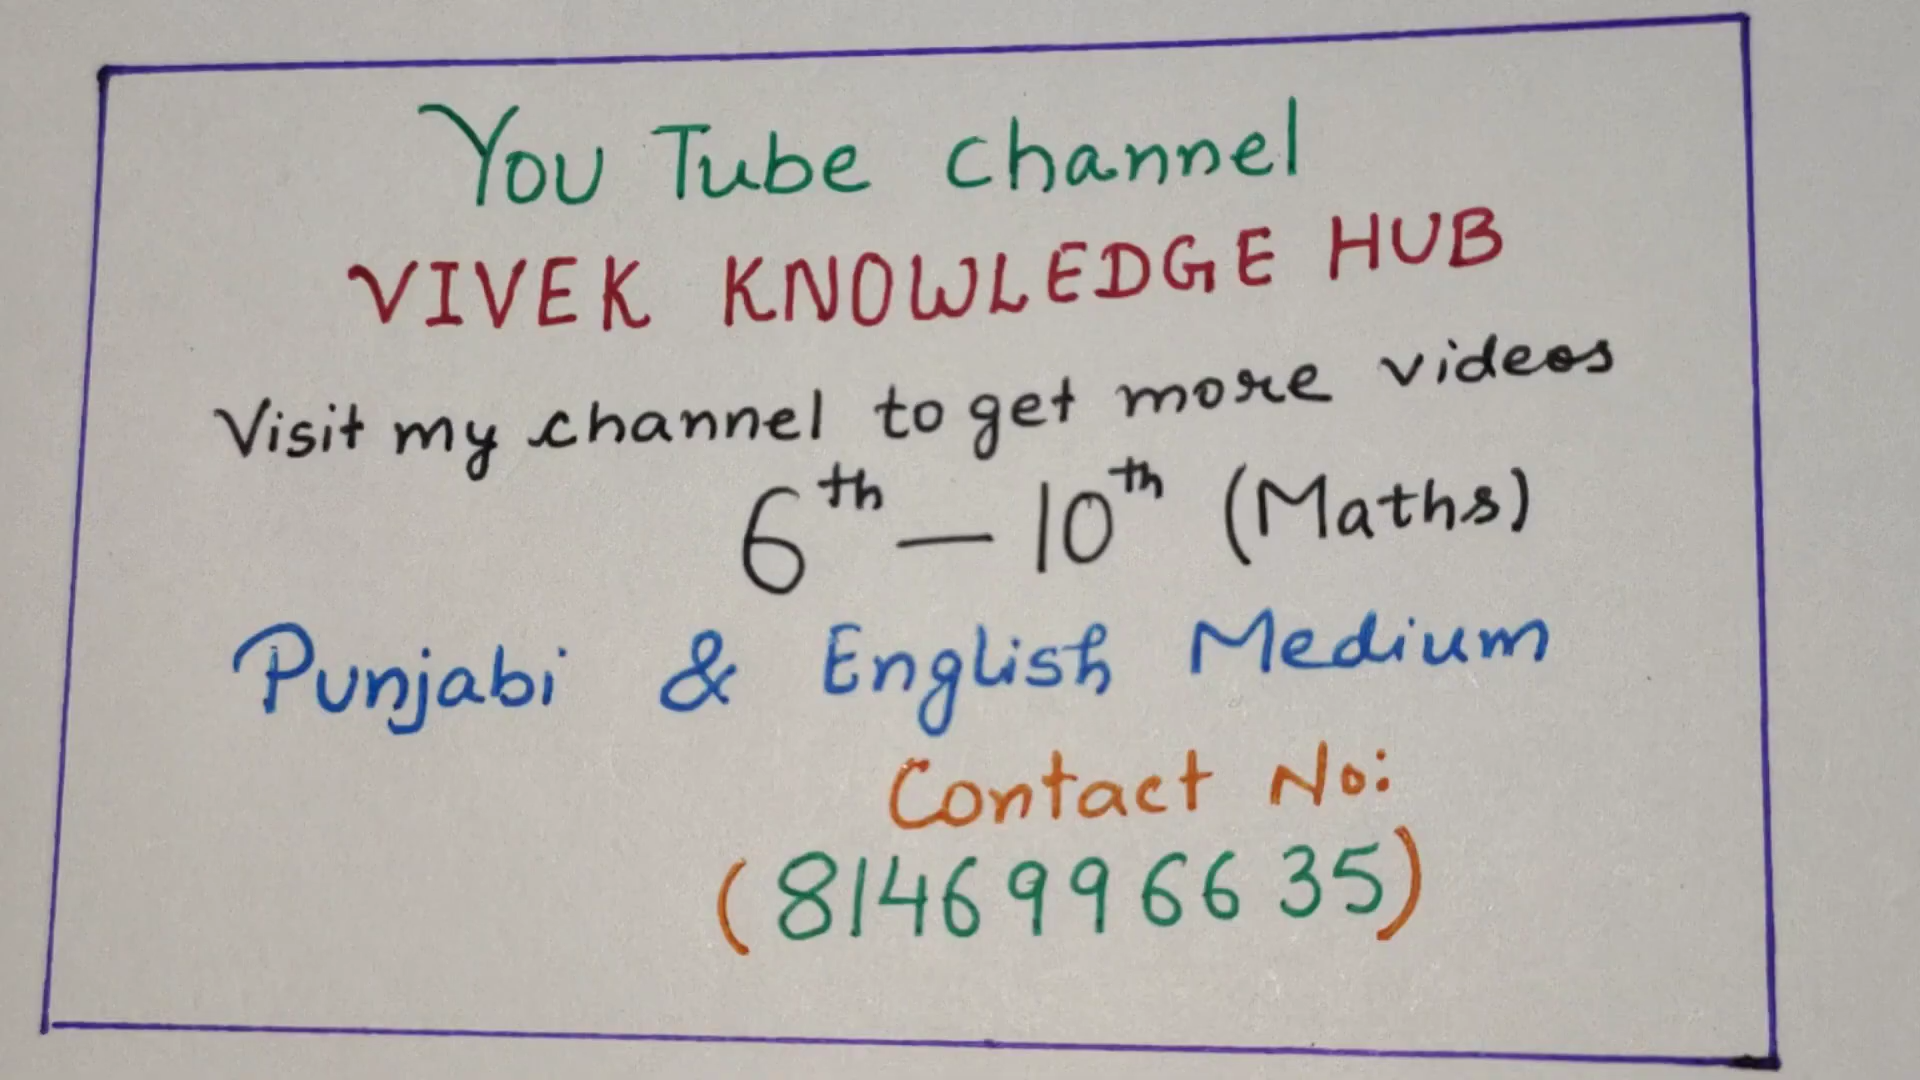 You Tube channel
VIVEK KNOWLEDGE HUB
Visit my channel to get more videos
6th — 10th (Maths)
Punjabi & English Medium
Contact No:
(8146996635)